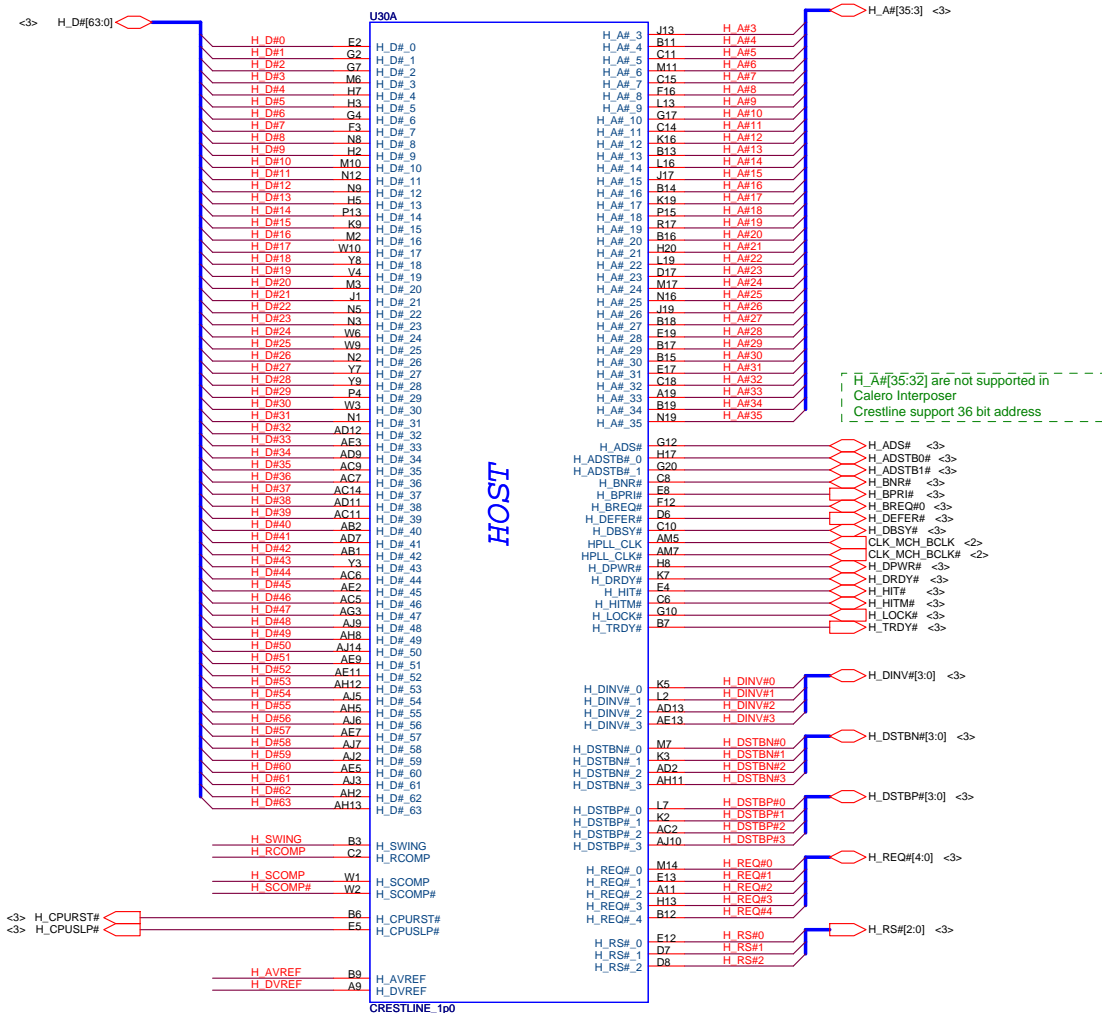 <3> H_D#[63:0]
U30A
H_D#0 E2 H_D#_0
H_D#1 G2 H_D#_1
H_D#2 G7 H_D#_2
H_D#3 M6 H_D#_3
H_D#4 H7 H_D#_4
H_D#5 H3 H_D#_5
H_D#6 G4 H_D#_6
H_D#7 F3 H_D#_7
H_D#8 N8 H_D#_8
H_D#9 H2 H_D#_9
H_D#10 M10 H_D#_10
H_D#11 N12 H_D#_11
H_D#12 N9 H_D#_12
H_D#13 H5 H_D#_13
H_D#14 P13 H_D#_14
H_D#15 K9 H_D#_15
H_D#16 M2 H_D#_16
H_D#17 W10 H_D#_17
H_D#18 Y8 H_D#_18
H_D#19 V4 H_D#_19
H_D#20 M3 H_D#_20
H_D#21 J1 H_D#_21
H_D#22 N5 H_D#_22
H_D#23 N3 H_D#_23
H_D#24 W6 H_D#_24
H_D#25 W9 H_D#_25
H_D#26 N2 H_D#_26
H_D#27 Y7 H_D#_27
H_D#28 Y9 H_D#_28
H_D#29 P4 H_D#_29
H_D#30 W3 H_D#_30
H_D#31 N1 H_D#_31
H_D#32 AD12 H_D#_32
H_D#33 AE3 H_D#_33
H_D#34 AD9 H_D#_34
H_D#35 AC9 H_D#_35
H_D#36 AC7 H_D#_36
H_D#37 AC14 H_D#_37
H_D#38 AD11 H_D#_38
H_D#39 AC11 H_D#_39
H_D#40 AB2 H_D#_40
H_D#41 AD7 H_D#_41
H_D#42 AB1 H_D#_42
H_D#43 Y3 H_D#_43
H_D#44 AC6 H_D#_44
H_D#45 AE2 H_D#_45
H_D#46 AC5 H_D#_46
H_D#47 AG3 H_D#_47
H_D#48 AJ9 H_D#_48
H_D#49 AH8 H_D#_49
H_D#50 AJ14 H_D#_50
H_D#51 AE9 H_D#_51
H_D#52 AE11 H_D#_52
H_D#53 AH12 H_D#_53
H_D#54 AJ5 H_D#_54
H_D#55 AH5 H_D#_55
H_D#56 AJ6 H_D#_56
H_D#57 AE7 H_D#_57
H_D#58 AJ7 H_D#_58
H_D#59 AJ2 H_D#_59
H_D#60 AE5 H_D#_60
H_D#61 AJ3 H_D#_61
H_D#62 AH2 H_D#_62
H_D#63 AH13 H_D#_63
H_SWING B3 H_SWING
H_RCOMP C2 H_RCOMP
H_SCOMP W1 H_SCOMP
H_SCOMP# W2 H_SCOMP#
<3> H_CPURST# B6 H_CPURST#
<3> H_CPUSLP# E5 H_CPUSLP#
H_AVREF B9 H_AVREF
H_DVREF A9 H_DVREF
CRESTLINE_1p0
HOST
H_A#[35:3] <3>
H_A#_3 J13 H_A#3
H_A#_4 B11 H_A#4
H_A#_5 C11 H_A#5
H_A#_6 M11 H_A#6
H_A#_7 C15 H_A#7
H_A#_8 F16 H_A#8
H_A#_9 L13 H_A#9
H_A#_10 G17 H_A#10
H_A#_11 C14 H_A#11
H_A#_12 K16 H_A#12
H_A#_13 B13 H_A#13
H_A#_14 L16 H_A#14
H_A#_15 J17 H_A#15
H_A#_16 B14 H_A#16
H_A#_17 K19 H_A#17
H_A#_18 P15 H_A#18
H_A#_19 R17 H_A#19
H_A#_20 B16 H_A#20
H_A#_21 H20 H_A#21
H_A#_22 L19 H_A#22
H_A#_23 D17 H_A#23
H_A#_24 M17 H_A#24
H_A#_25 N16 H_A#25
H_A#_26 J19 H_A#26
H_A#_27 B18 H_A#27
H_A#_28 E19 H_A#28
H_A#_29 B17 H_A#29
H_A#_30 B15 H_A#30
H_A#_31 E17 H_A#31
H_A#_32 C18 H_A#32
H_A#_33 A19 H_A#33
H_A#_34 B19 H_A#34
H_A#_35 N19 H_A#35
H_A#[35:32] are not supported in
Calero Interposer
Crestline support 36 bit address
H_ADS# G12 H_ADS# <3>
H_ADSTB#_0 H17 H_ADSTB0# <3>
H_ADSTB#_1 G20 H_ADSTB1# <3>
H_BNR# C8 H_BNR# <3>
H_BPRI# E8 H_BPRI# <3>
H_BREQ# F12 H_BREQ#0 <3>
H_DEFER# D6 H_DEFER# <3>
H_DBSY# C10 H_DBSY# <3>
HPLL_CLK AM5 CLK_MCH_BCLK <2>
HPLL_CLK# AM7 CLK_MCH_BCLK# <2>
H_DPWR# H8 H_DPWR# <3>
H_DRDY# K7 H_DRDY# <3>
H_HIT# E4 H_HIT# <3>
H_HITM# C6 H_HITM# <3>
H_LOCK# G10 H_LOCK# <3>
H_TRDY# B7 H_TRDY# <3>
H_DINV#[3:0] <3>
H_DINV#_0 K5 H_DINV#0
H_DINV#_1 L2 H_DINV#1
H_DINV#_2 AD13 H_DINV#2
H_DINV#_3 AE13 H_DINV#3
H_DSTBN#[3:0] <3>
H_DSTBN#_0 M7 H_DSTBN#0
H_DSTBN#_1 K3 H_DSTBN#1
H_DSTBN#_2 AD2 H_DSTBN#2
H_DSTBN#_3 AH11 H_DSTBN#3
H_DSTBP#[3:0] <3>
H_DSTBP#_0 L7 H_DSTBP#0
H_DSTBP#_1 K2 H_DSTBP#1
H_DSTBP#_2 AC2 H_DSTBP#2
H_DSTBP#_3 AJ10 H_DSTBP#3
H_REQ#[4:0] <3>
H_REQ#_0 M14 H_REQ#0
H_REQ#_1 E13 H_REQ#1
H_REQ#_2 A11 H_REQ#2
H_REQ#_3 H13 H_REQ#3
H_REQ#_4 B12 H_REQ#4
H_RS#[2:0] <3>
H_RS#_0 E12 H_RS#0
H_RS#_1 D7 H_RS#1
H_RS#_2 D8 H_RS#2